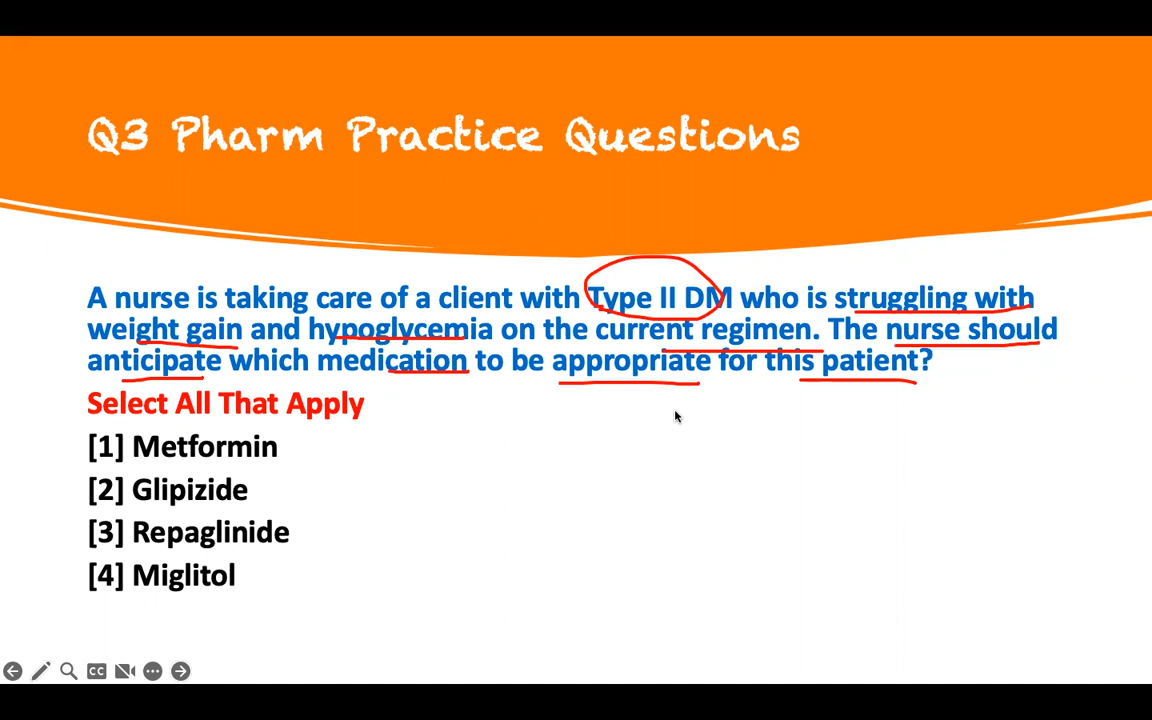 Q3 Pharm Practice Questions
A nurse is taking care of a client with Type II DM who is struggling with
weight gain and hypoglycemia on the current regimen. The nurse should
anticipate which medication to be appropriate for this patient?
Select All That Apply
[1] Metformin
[2] Glipizide
[3] Repaglinide
[4] Miglitol
CC